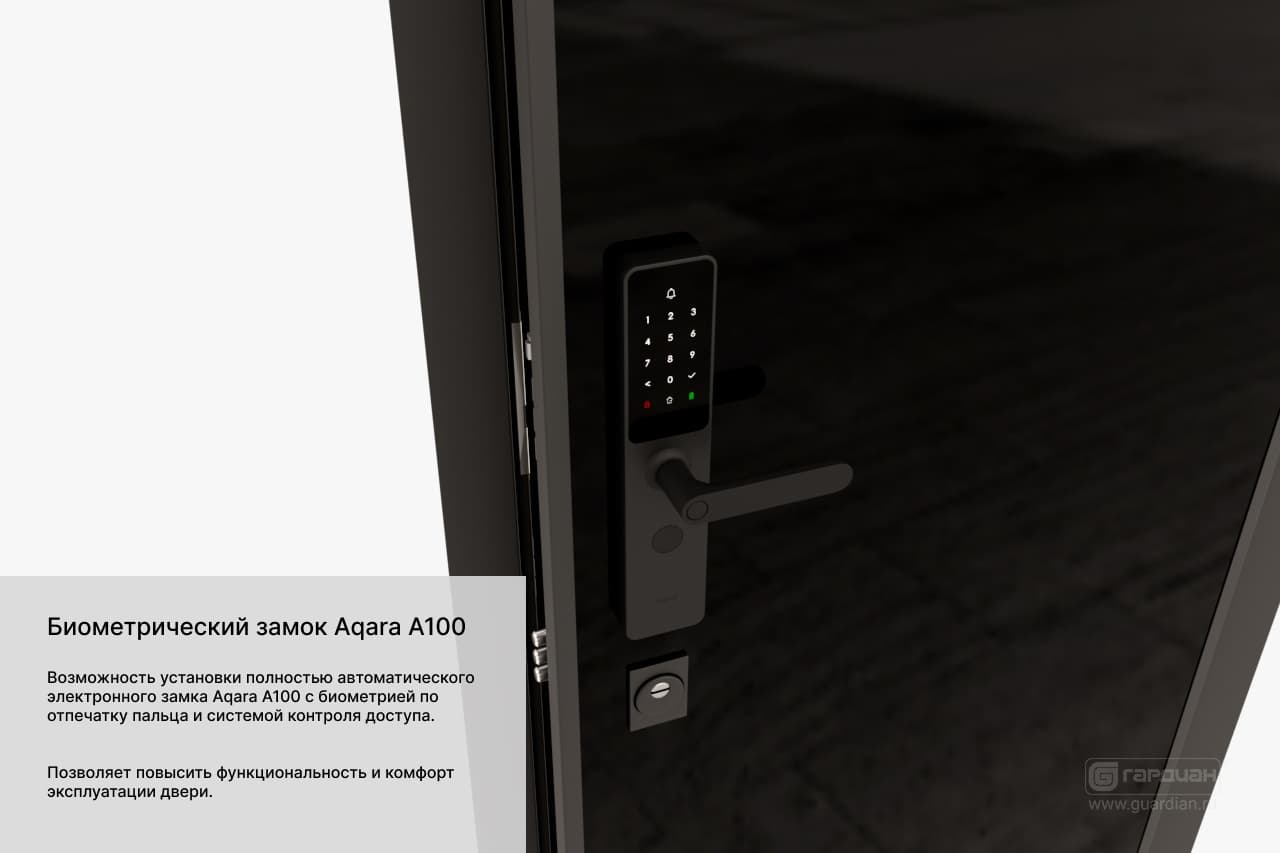 1 2 3
4 5 6
7 8 9
< 0
Биометрический замок Aqara A100
Возможность установки полностью автоматического
электронного замка Aqara A100 с биометрией по
отпечатку пальца и системой контроля доступа.
Позволяет повысить функциональность и комфорт
эксплуатации двери.
гардиан
www.guardian.r